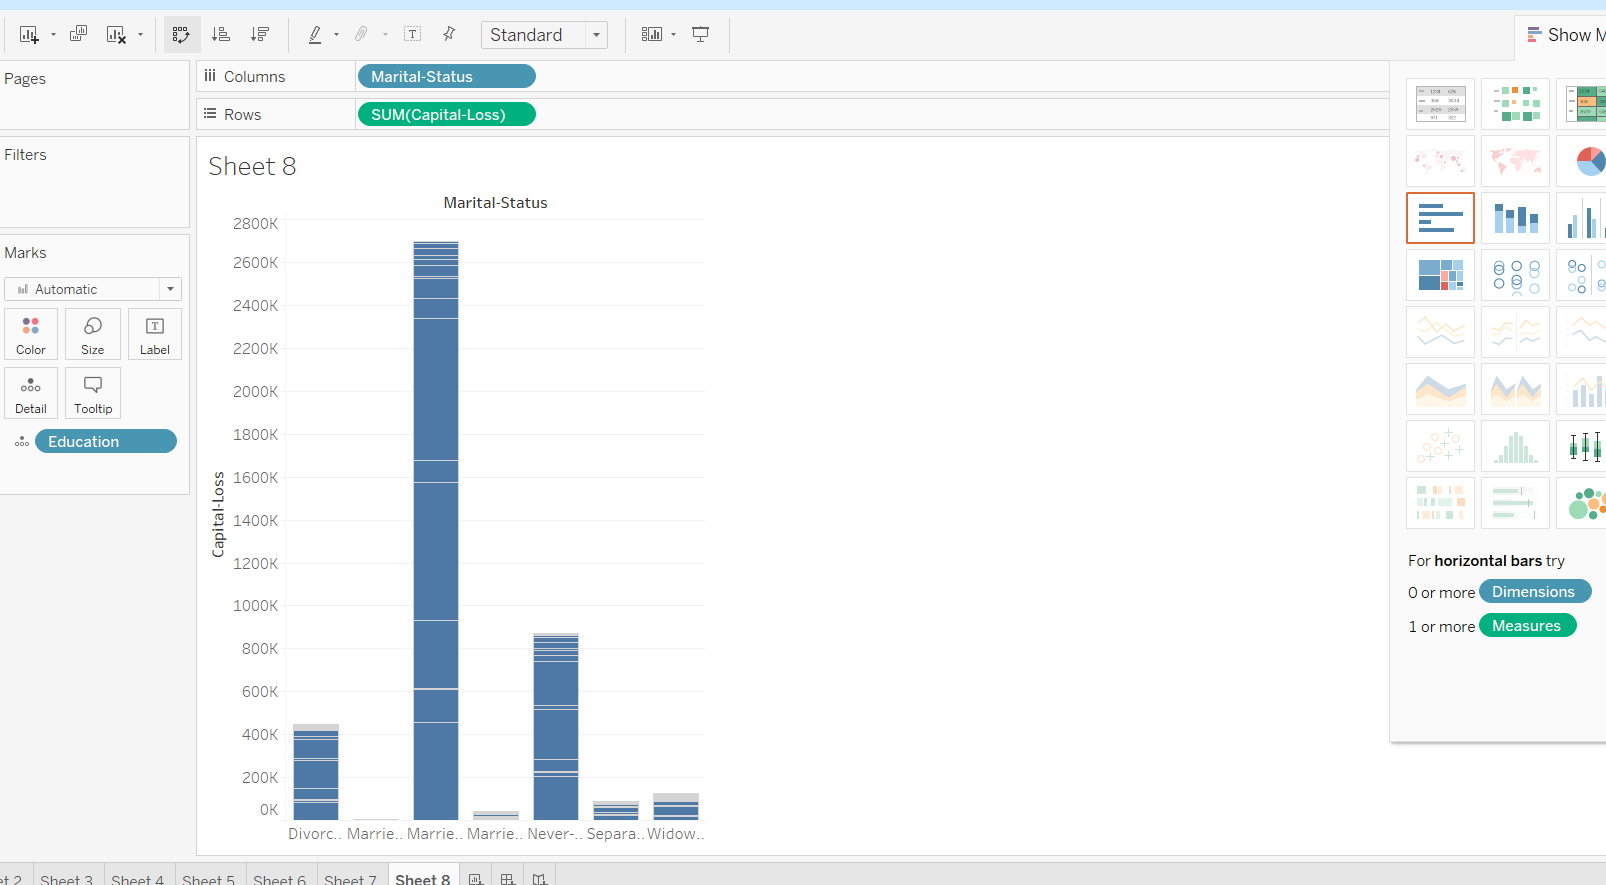 Standard
Show M
Pages
Columns
Marital-Status
Rows
SUM(Capital-Loss)
Filters
Sheet 8
Marks
Automatic
Color
Size
Label
Detail
Tooltip
Education
Marital-Status
Capital-Loss
2800K
2600K
2400K
2200K
2000K
1800K
1600K
1400K
1200K
1000K
800K
600K
400K
200K
0K
Divorc..
Marrie..
Marrie..
Marrie..
Never-..
Separa..
Widow..
For horizontal bars try
0 or more Dimensions
1 or more Measures
et 2
Sheet 3
Sheet 4
Sheet 5
Sheet 6
Sheet 7
Sheet 8